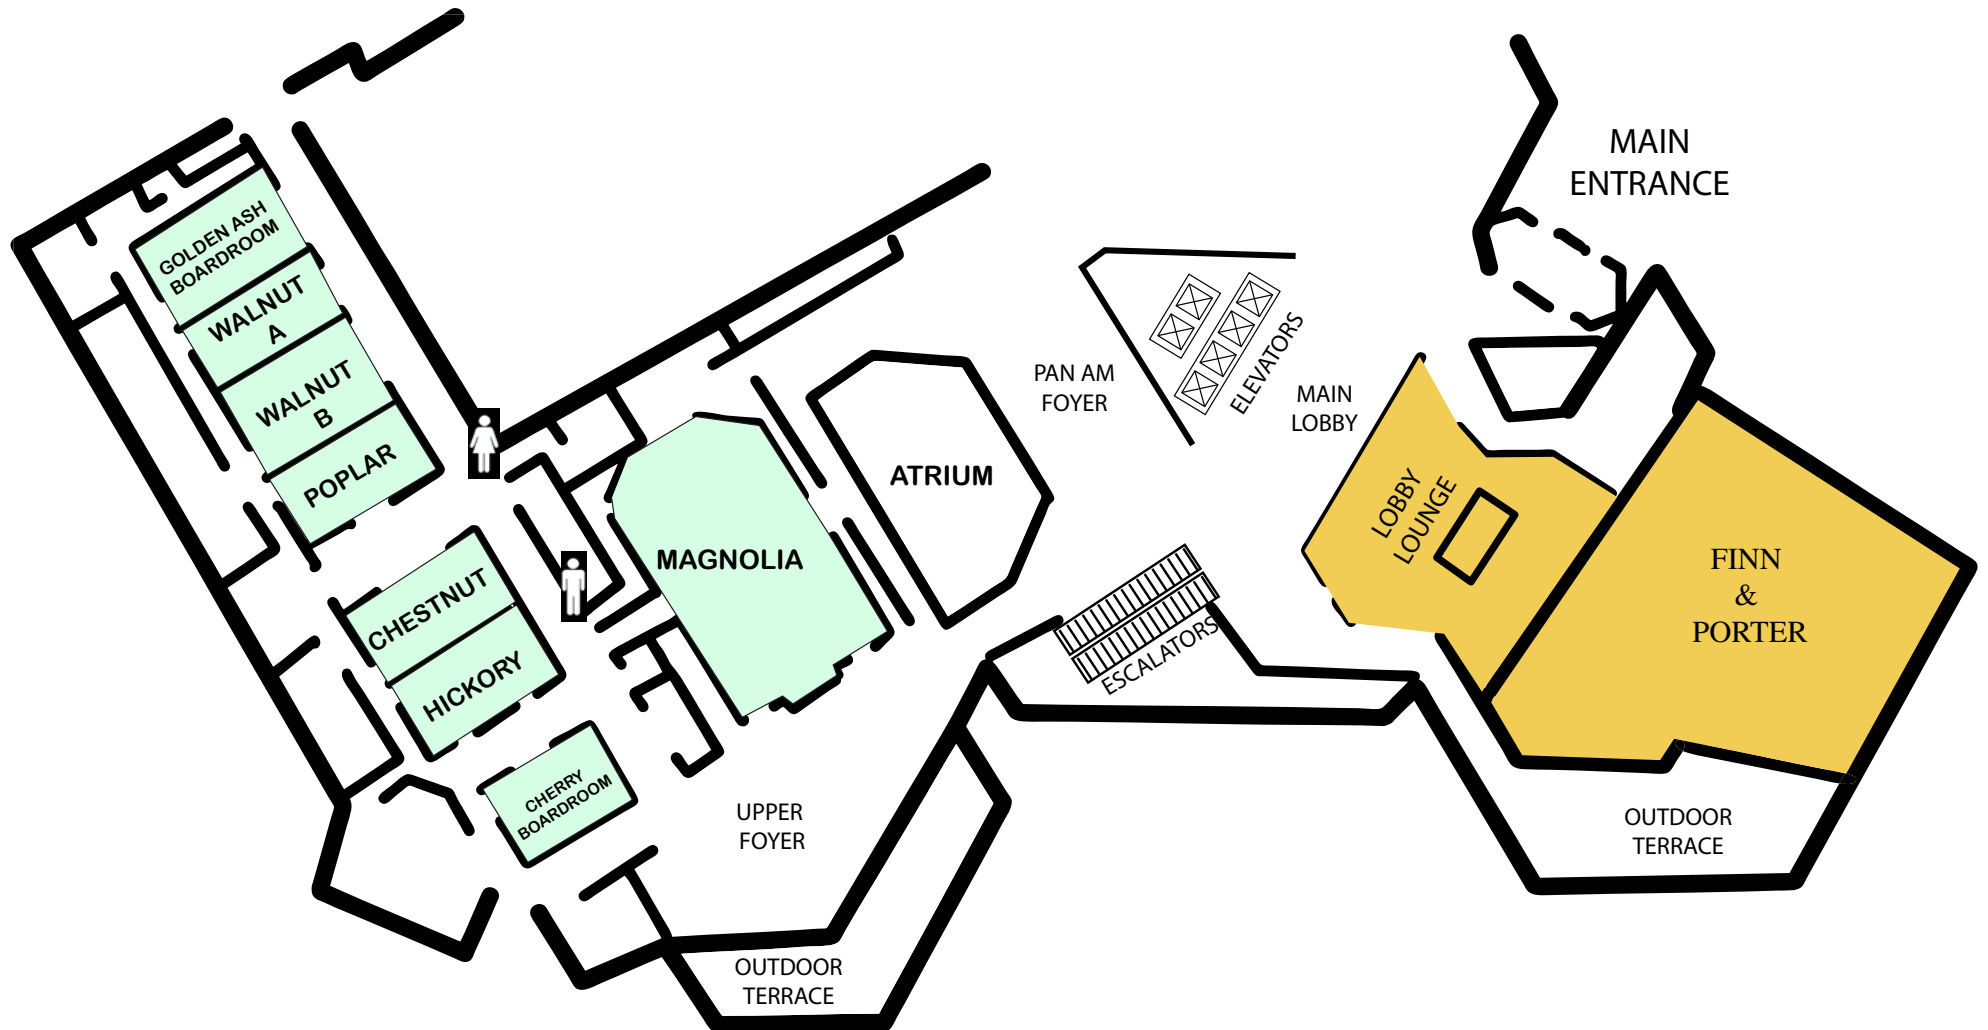 MAIN
ENTRANCE
GOLDEN ASH
BOARDROOM
WALNUT
A
WALNUT
B
POPLAR
CHESTNUT
HICKORY
CHERRY
BOARDROOM
MAGNOLIA
ATRIUM
PAN AM
FOYER
ELEVATORS
MAIN
LOBBY
LOBBY
LOUNGE
FINN
&
PORTER
ESCALATORS
UPPER
FOYER
OUTDOOR
TERRACE
OUTDOOR
TERRACE